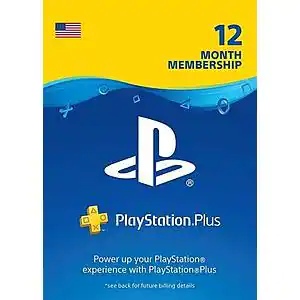 12
MONTH
MEMBERSHIP
®
PlayStation.Plus
Power up your PlayStation®
experience with PlayStation®Plus
*see back for future billing details